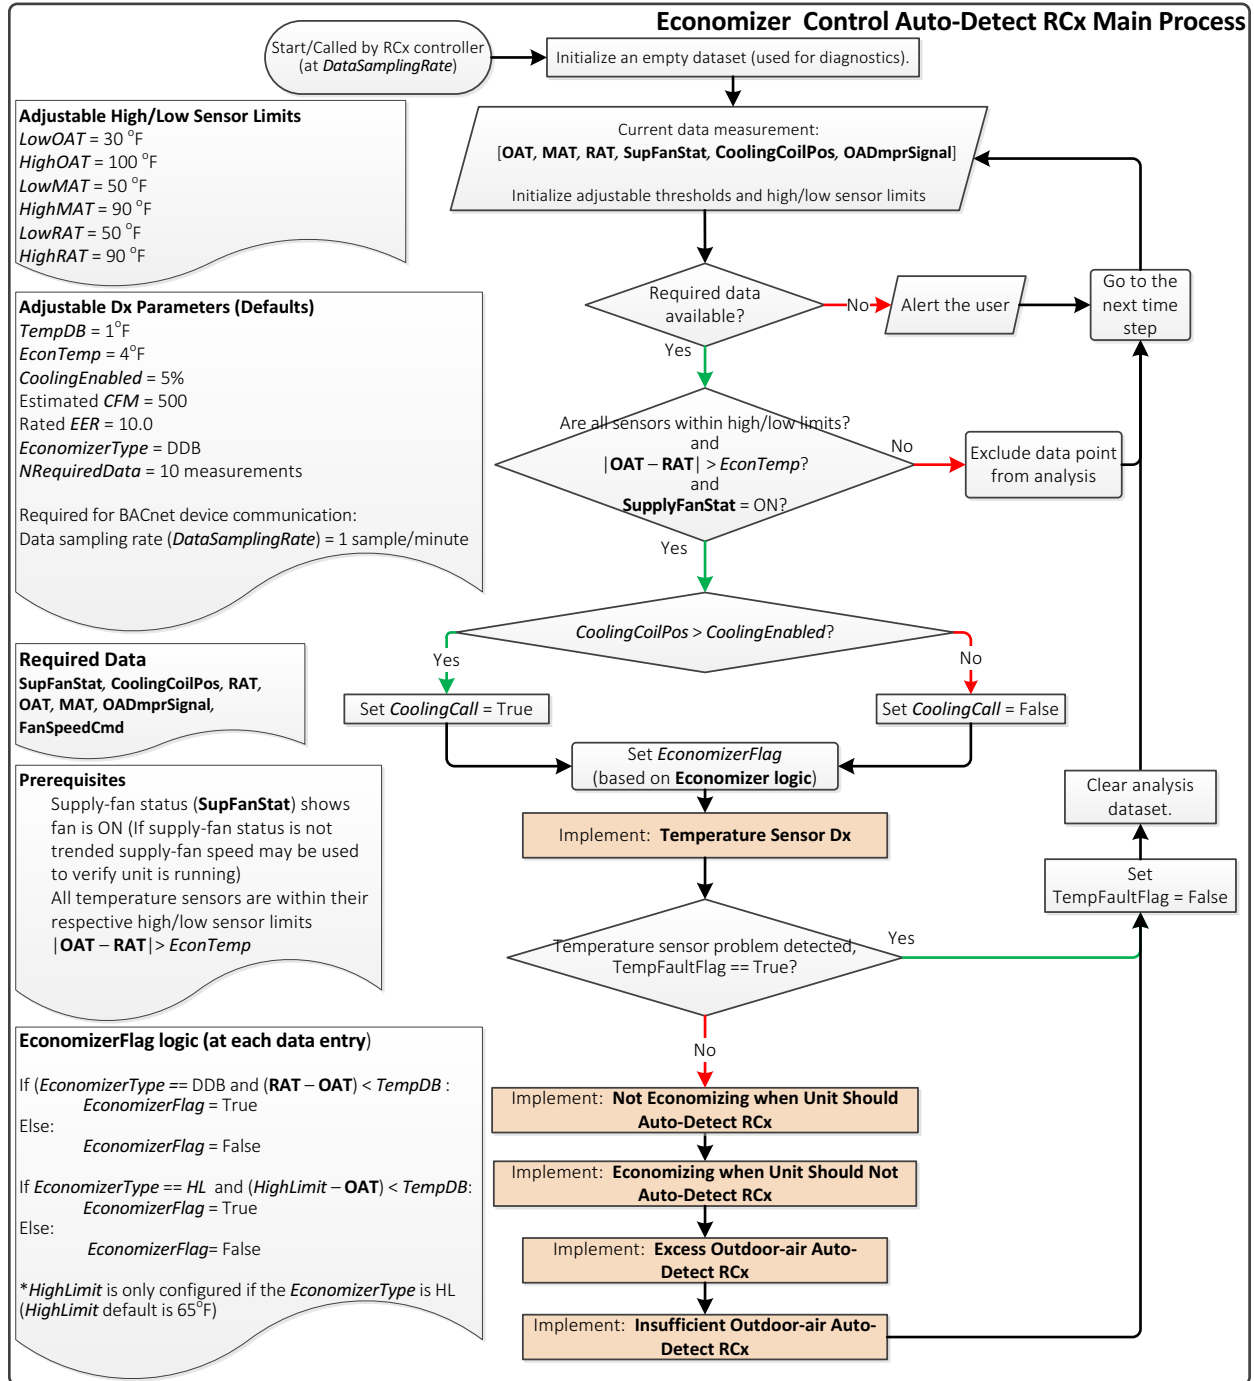 Economizer Control Auto-Detect RCx Main Process
Start/Called by RCx controller
(at DataSamplingRate)
Initialize an empty dataset (used for diagnostics).
Adjustable High/Low Sensor Limits
LowOAT = 30 °F
HighOAT = 100 °F
LowMAT = 50 °F
HighMAT = 90 °F
LowRAT = 50 °F
HighRAT = 90 °F
Current data measurement:
[OAT, MAT, RAT, SupFanStat, CoolingCoilPos, OADmprSignal]
Initialize adjustable thresholds and high/low sensor limits
Adjustable Dx Parameters (Defaults)
TempDB = 1°F
EconTemp = 4°F
CoolingEnabled = 5%
Estimated CFM = 500
Rated EER = 10.0
EconomizerType = DDB
NRequiredData = 10 measurements
Required for BACnet device communication:
Data sampling rate (DataSamplingRate) = 1 sample/minute
Required data
available?
No
Alert the user
Go to the
next time
step
Yes
Are all sensors within high/low limits?
and
|OAT – RAT| > EconTemp?
and
SupplyFanStat = ON?
No
Exclude data point
from analysis
Yes
CoolingCoilPos > CoolingEnabled?
Yes
No
Set CoolingCall = True
Set CoolingCall = False
Required Data
SupFanStat, CoolingCoilPos, RAT,
OAT, MAT, OADmprSignal,
FanSpeedCmd
Set EconomizerFlag
(based on Economizer logic)
Prerequisites
Supply-fan status (SupFanStat) shows
fan is ON (If supply-fan status is not
trended supply-fan speed may be used
to verify unit is running)
All temperature sensors are within their
respective high/low sensor limits
|OAT – RAT|> EconTemp
Implement: Temperature Sensor Dx
Clear analysis
dataset.
Set
TempFaultFlag = False
Temperature sensor problem detected,
TempFaultFlag == True?
Yes
No
EconomizerFlag logic (at each data entry)
If (EconomizerType == DDB and (RAT – OAT) < TempDB :
EconomizerFlag = True
Else:
EconomizerFlag = False
If EconomizerType == HL and (HighLimit – OAT) < TempDB:
EconomizerFlag = True
Else:
EconomizerFlag= False
*HighLimit is only configured if the EconomizerType is HL
(HighLimit default is 65°F)
Implement: Not Economizing when Unit Should
Auto-Detect RCx
Implement: Economizing when Unit Should Not
Auto-Detect RCx
Implement: Excess Outdoor-air Auto-
Detect RCx
Implement: Insufficient Outdoor-air Auto-
Detect RCx